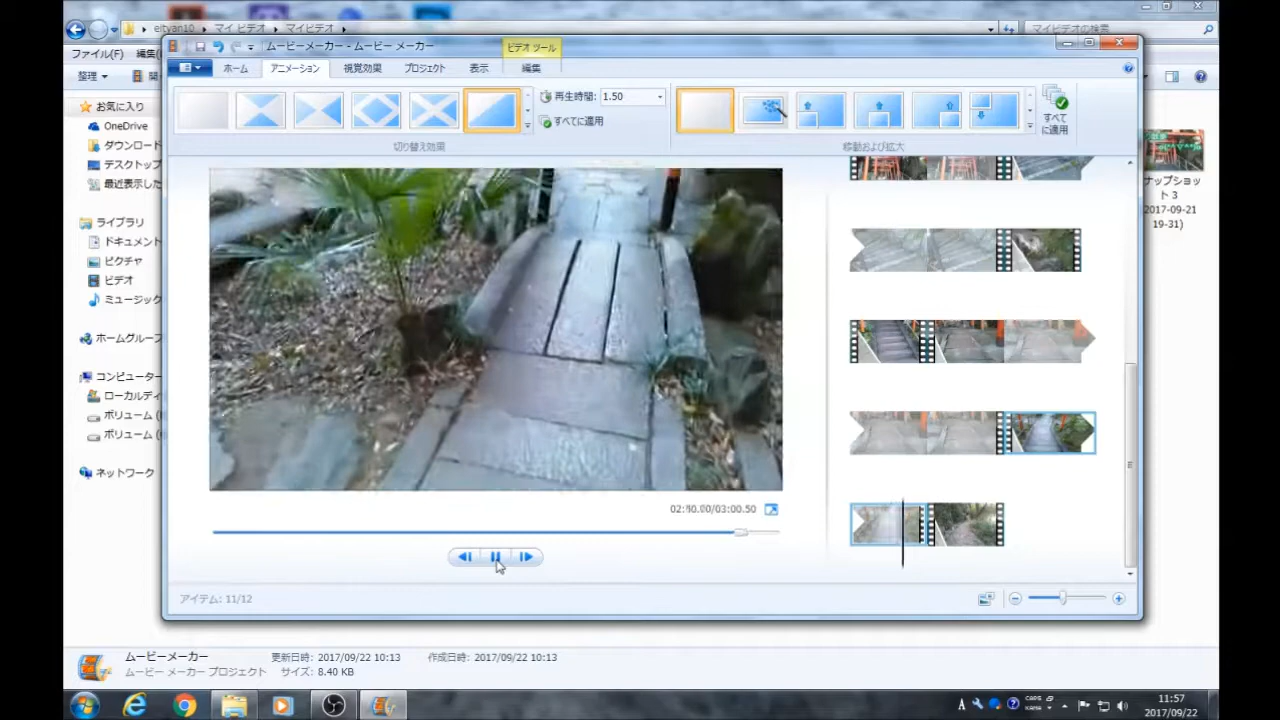 eltyan10 ▸ マイ ビデオ ▸ マイビデオ ▸
マイビデオの検索
ファイル(F) 編集(
整理 ▾
ムービーメーカー - ムービー メーカー
ビデオ ツール
ホーム アニメーション 視覚効果 プロジェクト 表示 編集
再生時間: 1.50
すべてに適用
切り替え効果
移動および拡大
すべて
に適用
お気に入り
OneDrive
ダウンロード
デスクトップ
最近表示した
ライブラリ
ドキュメント
ピクチャ
ビデオ
ミュージック
ホームグループ
コンピューター
ローカルディ
ボリューム (
ボリューム (
ネットワーク
ナップショッ
ト 3
2017-09-21
19-31)
/03:00.50
アイテム: 11/12
ムービーメーカー 更新日時: 2017/09/22 10:13 作成日時: 2017/09/22 10:13
ムービー メーカー プロジェクト サイズ: 8.40 KB
A CAPS KANA
11:57
2017/09/22